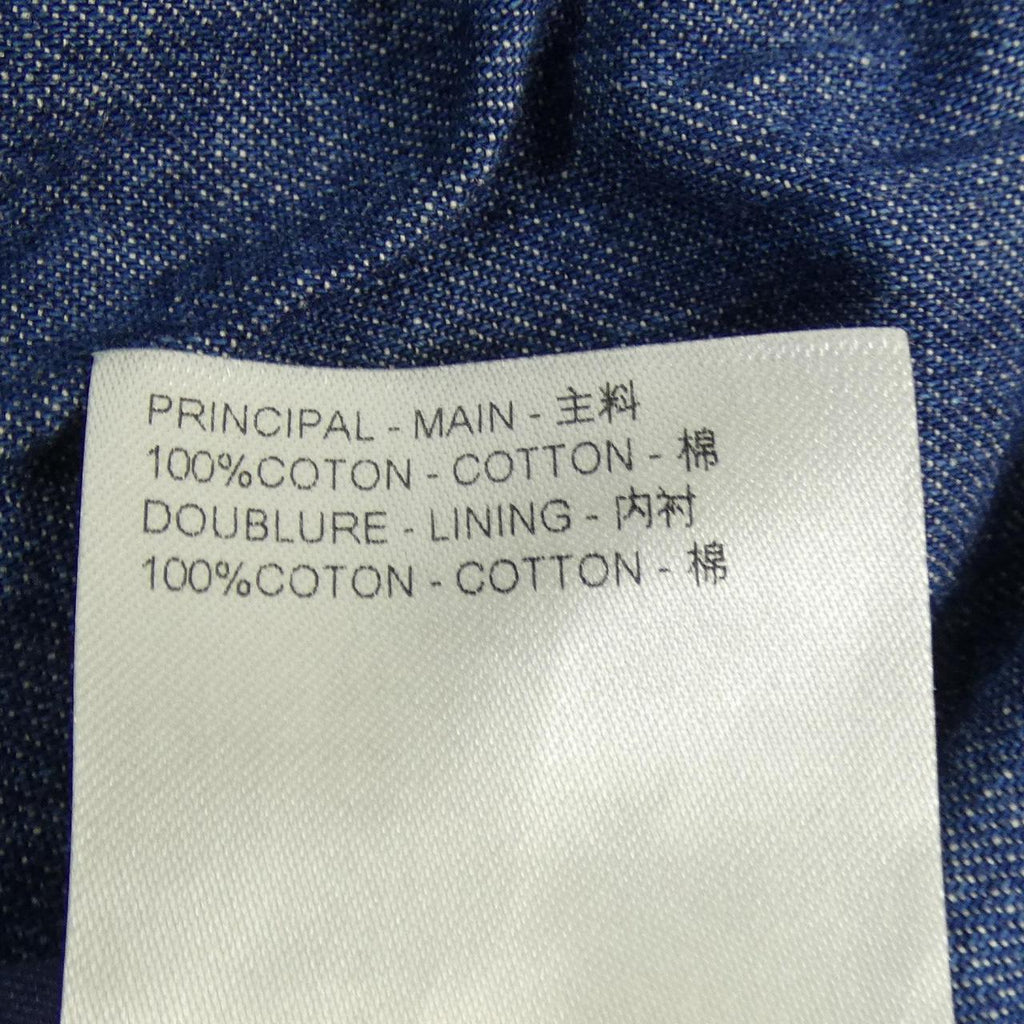 PRINCIPAL - MAIN - 主料
100%COTON - COTTON - 棉
DOUBLURE - LINING - 内衬
100%COTON - COTTON - 棉